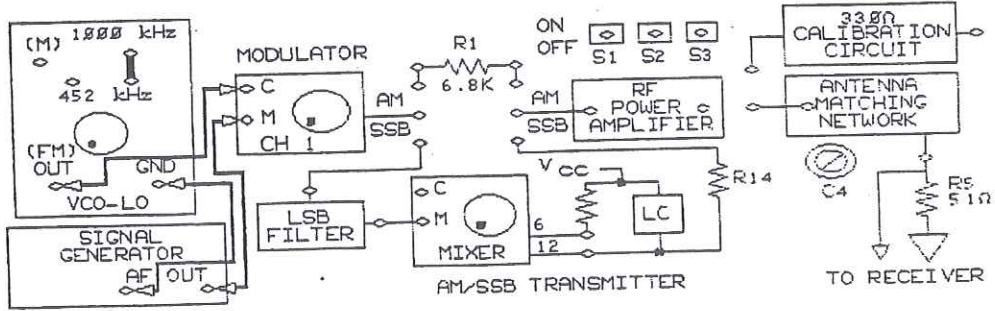 (M) 1000 kHz
452 kHz
(FM)
OUT
GND
VCO-LO
SIGNAL
GENERATOR
AF OUT
MODULATOR
C
M
CH 1
AM
SSB
R1
6.8K
ON
OFF
S1 S2 S3
AM
SSB
RF
POWER
AMPLIFIER
330Ω
CALIBRATION
CIRCUIT
ANTENNA
MATCHING
NETWORK
C4
R5
51Ω
TO RECEIVER
LSB
FILTER
C
M
MIXER
6
12
VCC
LC
R14
AM/SSB TRANSMITTER